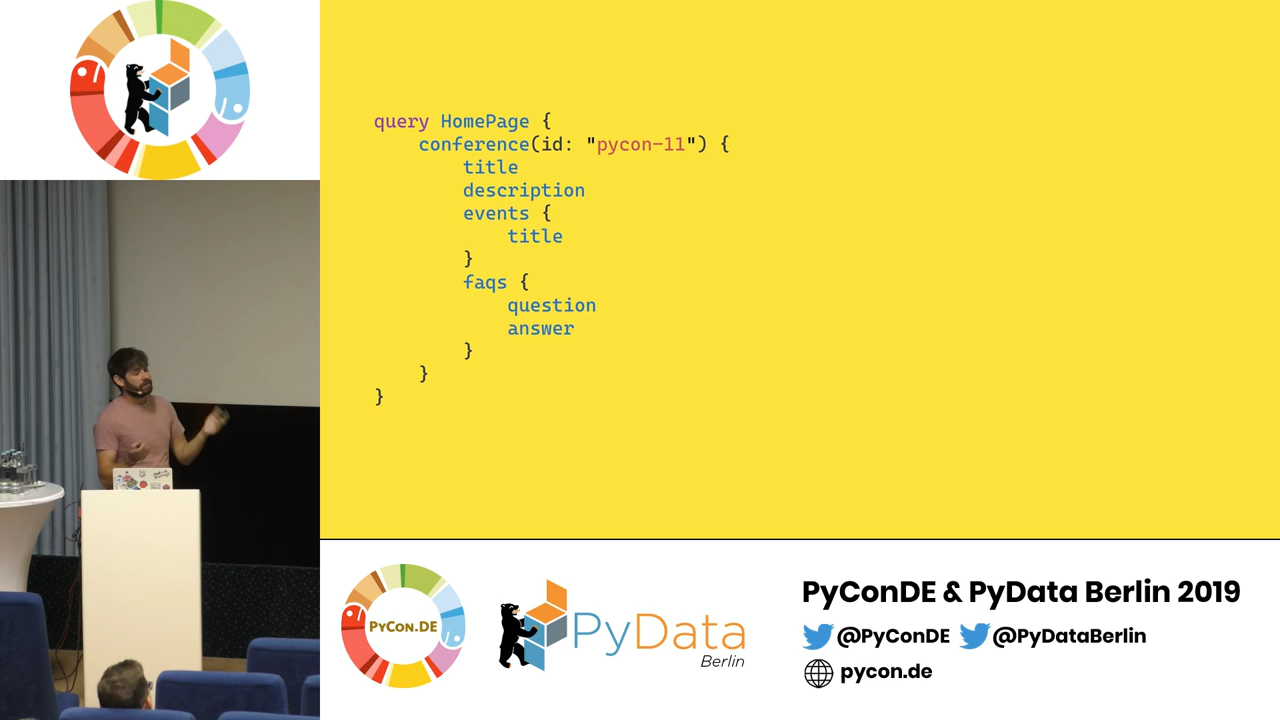 query HomePage {
    conference(id: "pycon-11") {
        title
        description
        events {
            title
        }
        faqs {
            question
            answer
        }
    }
}
PyCon.DE
PyData
Berlin
PyConDE & PyData Berlin 2019
@PyConDE @PyDataBerlin
pycon.de